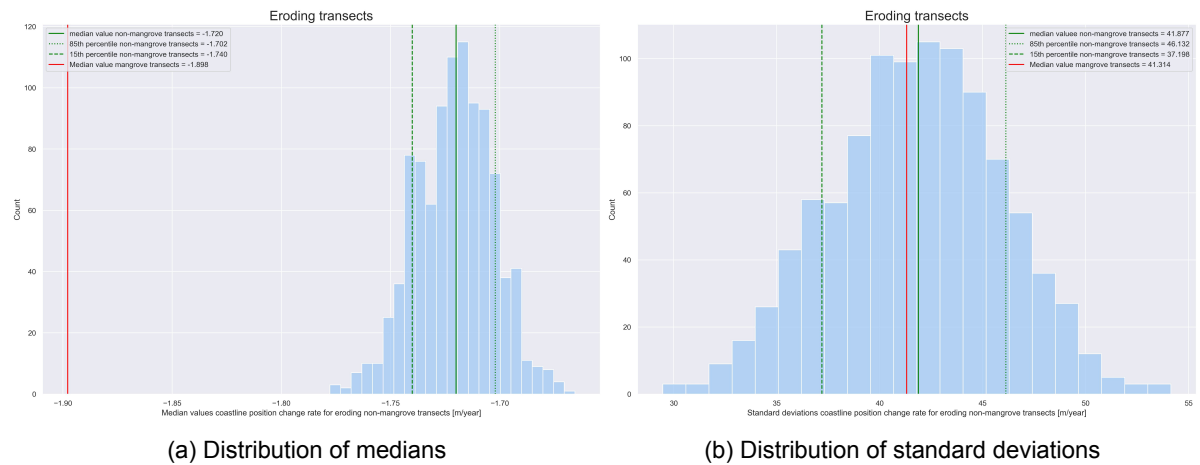 Eroding transects
median value non-mangrove transects = -1.720
85th percentile non-mangrove transects = -1.702
15th percentile non-mangrove transects = -1.740
Median value mangrove transects = -1.898
120
100
80
60
40
20
0
Count
−1.90
−1.85
−1.80
−1.75
−1.70
Median values coastline position change rate for eroding non-mangrove transects [m/year]
(a) Distribution of medians
Eroding transects
median valuee non-mangrove transects = 41.877
85th percentile non-mangrove transects = 46.132
15th percentile non-mangrove transects = 37.198
Median value mangrove transects = 41.314
100
80
60
40
20
0
Count
30
35
40
45
50
55
Standard deviations coastline position change rate for eroding non-mangrove transects [m/year]
(b) Distribution of standard deviations